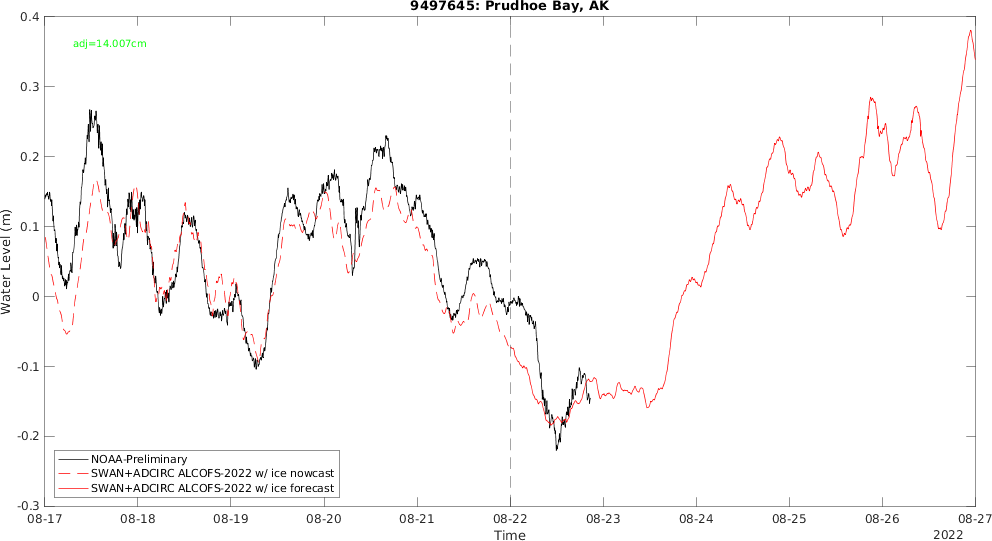 9497645: Prudhoe Bay, AK
adj=14.007cm
Water Level (m)
0.4
0.3
0.2
0.1
0
-0.1
-0.2
-0.3
NOAA-Preliminary
SWAN+ADCIRC ALCOFS-2022 w/ ice nowcast
SWAN+ADCIRC ALCOFS-2022 w/ ice forecast
08-17 08-18 08-19 08-20 08-21 08-22 08-23 08-24 08-25 08-26 08-27
Time
2022